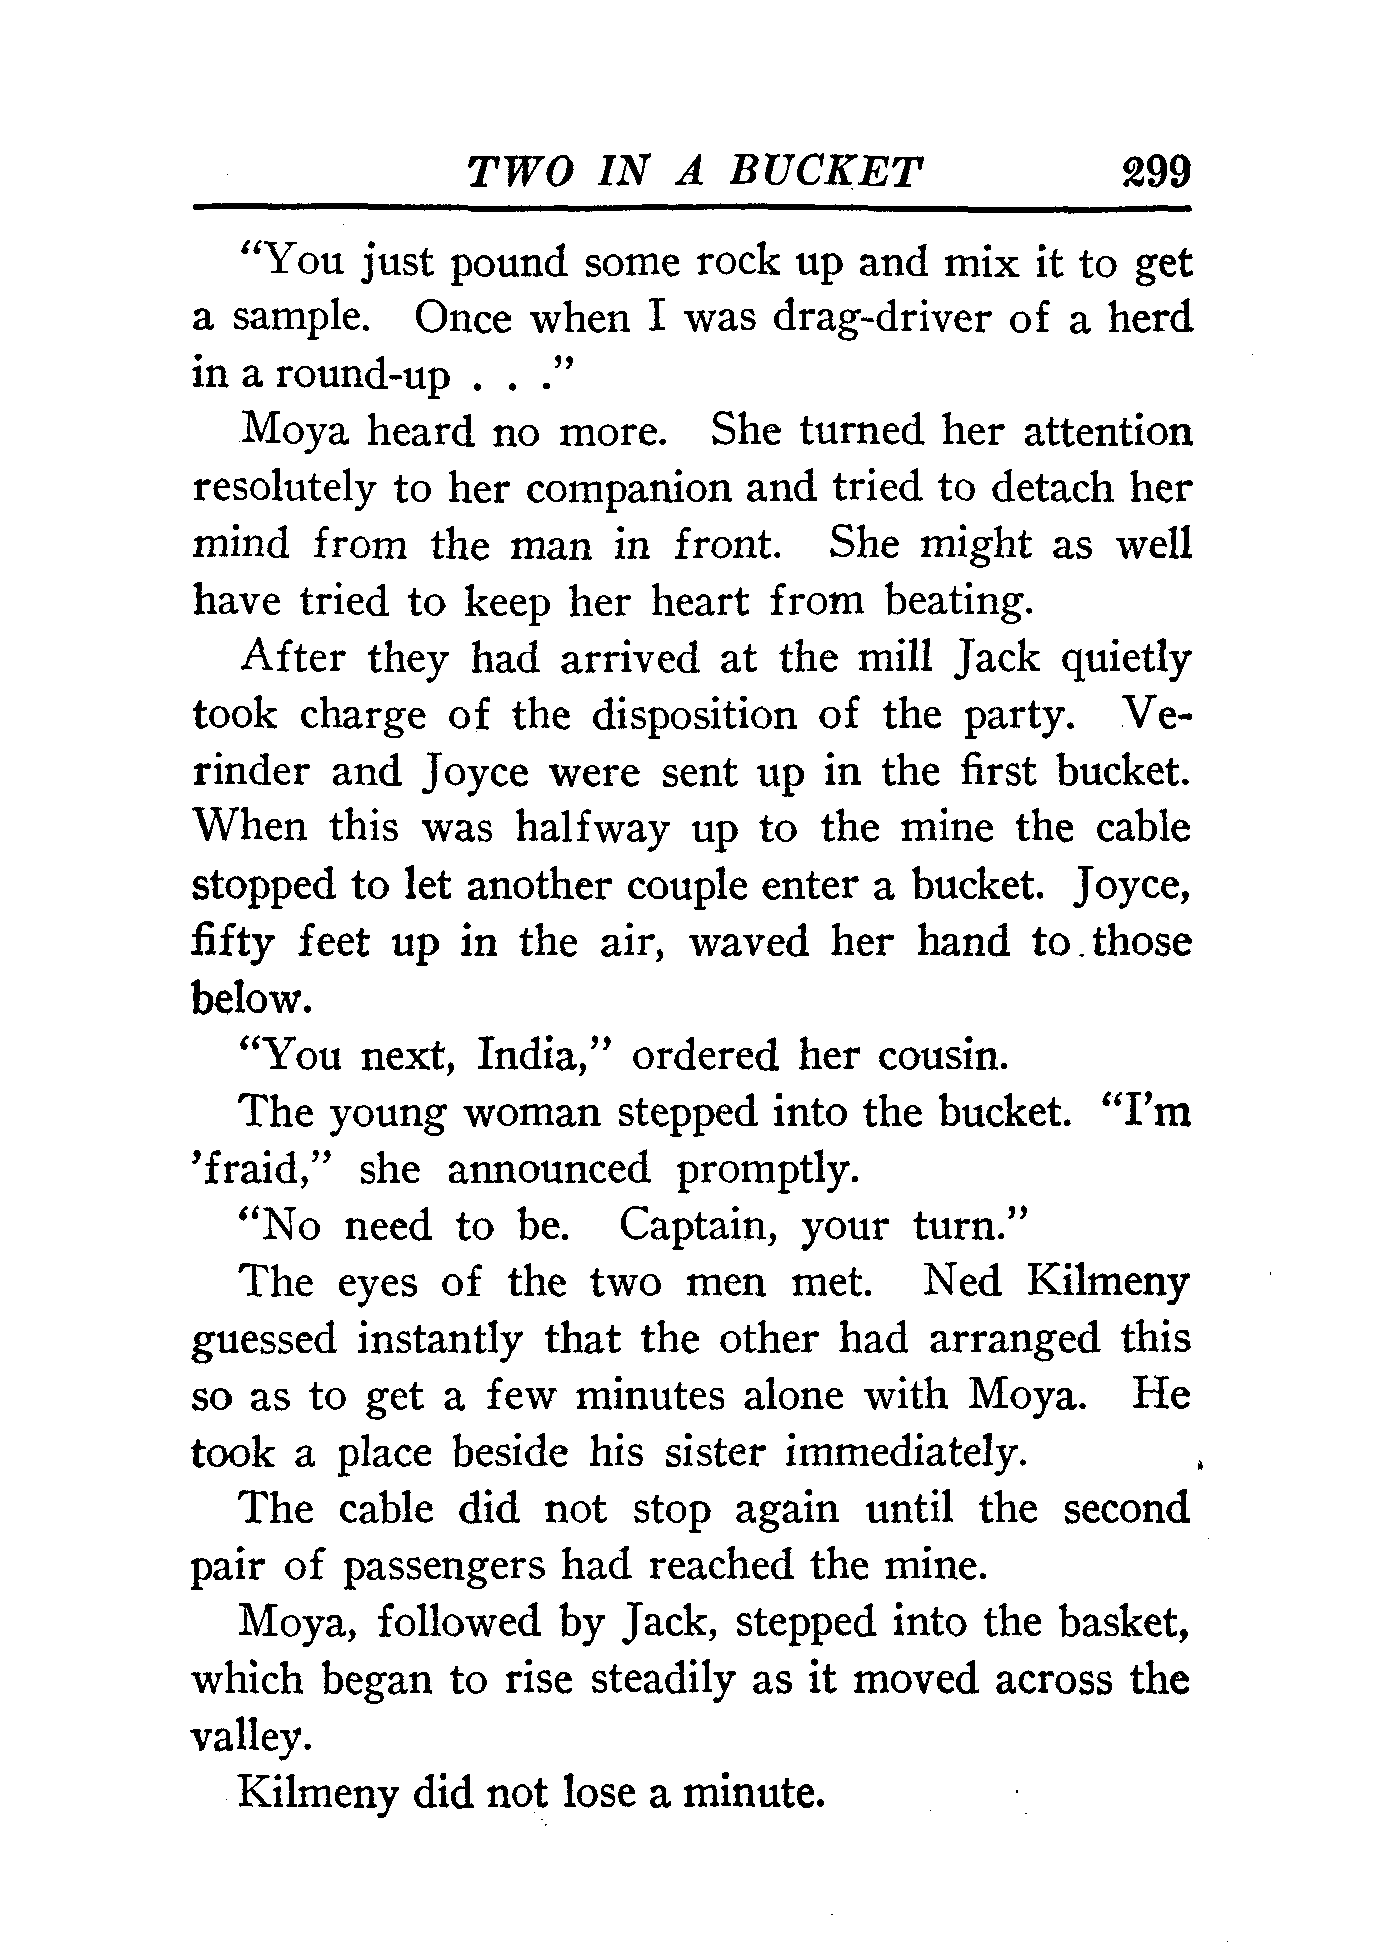 TWO IN A BUCKET 299
“You just pound some rock up and mix it to get
a sample. Once when I was drag-driver of a herd
in a round-up . . .”
Moya heard no more. She turned her attention
resolutely to her companion and tried to detach her
mind from the man in front. She might as well
have tried to keep her heart from beating.
After they had arrived at the mill Jack quietly
took charge of the disposition of the party. Ve-
rinder and Joyce were sent up in the first bucket.
When this was halfway up to the mine the cable
stopped to let another couple enter a bucket. Joyce,
fifty feet up in the air, waved her hand to those
below.
“You next, India,” ordered her cousin.
The young woman stepped into the bucket. “I’m
’fraid,” she announced promptly.
“No need to be. Captain, your turn.”
The eyes of the two men met. Ned Kilmeny
guessed instantly that the other had arranged this
so as to get a few minutes alone with Moya. He
took a place beside his sister immediately.
The cable did not stop again until the second
pair of passengers had reached the mine.
Moya, followed by Jack, stepped into the basket,
which began to rise steadily as it moved across the
valley.
Kilmeny did not lose a minute.